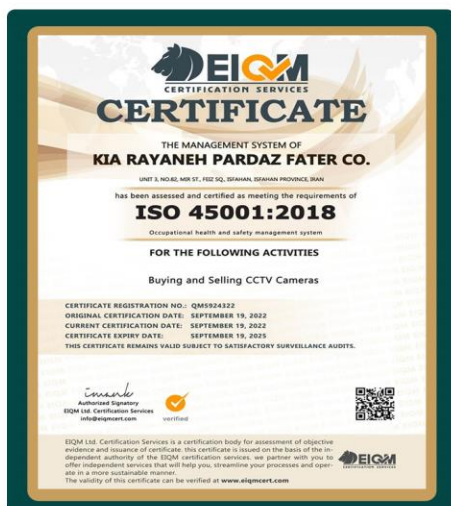 EIQM
CERTIFICATION SERVICES
CERTIFICATE
THE MANAGEMENT SYSTEM OF
KIA RAYANEH PARDAZ FATER CO.
UNIT 3, NO.82, MIR ST., FEIZ SQ., ISFAHAN, ISFAHAN PROVINCE, IRAN
has been assessed and certified as meeting the requirements of
ISO 45001:2018
Occupational health and safety management system
FOR THE FOLLOWING ACTIVITIES
Buying and Selling CCTV Cameras
CERTIFICATE REGISTRATION NO.: QMS924322
ORIGINAL CERTIFICATION DATE: SEPTEMBER 19, 2022
CURRENT CERTIFICATION DATE: SEPTEMBER 19, 2022
CERTIFICATE EXPIRY DATE: SEPTEMBER 19, 2025
THIS CERTIFICATE REMAINS VALID SUBJECT TO SATISFACTORY SURVEILLANCE AUDITS.
Authorized Signatory
EIQM Ltd. Certification Services
info@eiqmcert.com
verified
EIQM Ltd. Certification Services is a certification body for assessment of objective
evidence and issuance of certificate. this certificate is issued on the basis of the in-
dependent authority of the EIQM certification services. we partner with you to
offer independent services that will help you, streamline your processes and oper-
ate in a more sustainable manner.
The validity of this certificate can be verified at www.eiqmcert.com
EIQM
CERTIFICATION SERVICES